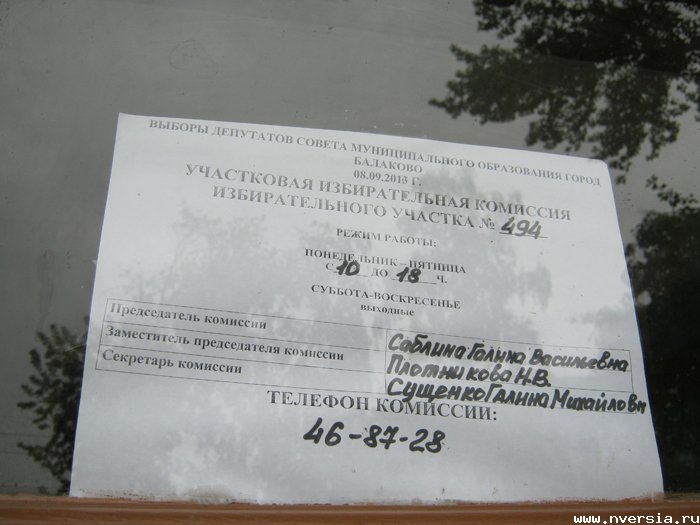 ВЫБОРЫ ДЕПУТАТОВ СОВЕТА МУНИЦИПАЛЬНОГО ОБРАЗОВАНИЯ ГОРОД
БАЛАКОВО
08.09.2013 Г.
УЧАСТКОВАЯ ИЗБИРАТЕЛЬНАЯ КОМИССИЯ
ИЗБИРАТЕЛЬНОГО УЧАСТКА № 494
РЕЖИМ РАБОТЫ:
ПОНЕДЕЛЬНИК – ПЯТНИЦА
С 10 ДО 18 Ч.
СУББОТА-ВОСКРЕСЕНЬЕ
выходные
Председатель комиссии Саблина Галина Васильевна
Заместитель председателя комиссии Плотникова Н.В.
Секретарь комиссии Сущенко Галина Михайловн
ТЕЛЕФОН КОМИССИИ:
46-87-28
www.nversia.ru